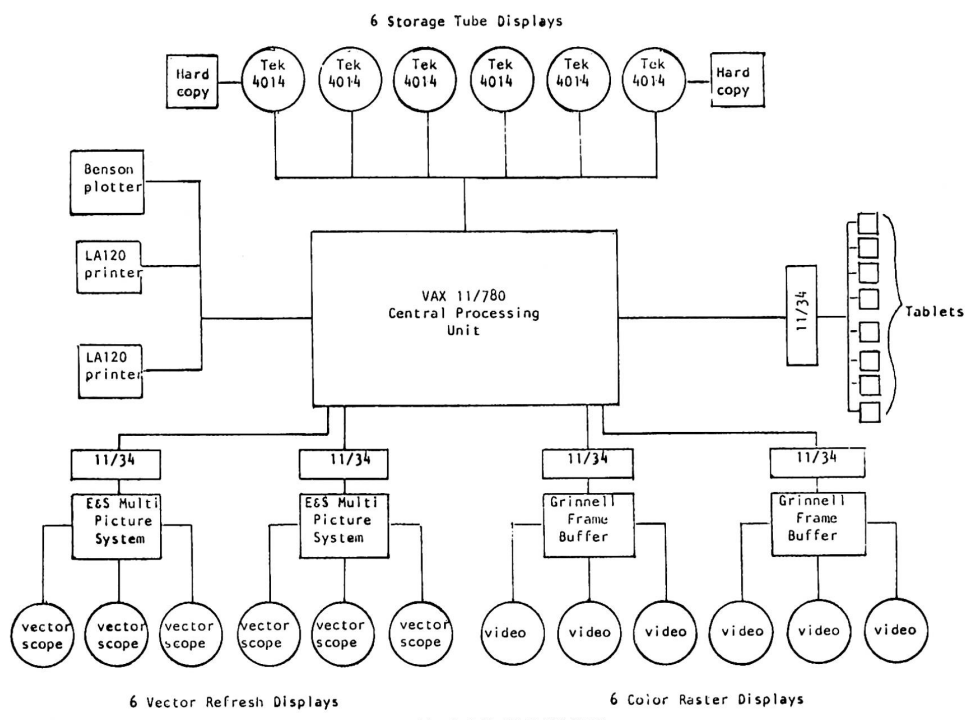 6 Storage Tube Displays
Hard
copy
Tek
4014
Tek
4014
Tek
4014
Tek
4014
Tek
4014
Tek
4014
Hard
copy
Benson
plotter
LA120
printer
LA120
printer
VAX 11/780
Central Processing
Unit
11/34
Tablets
11/34
11/34
11/34
11/34
E&S Multi
Picture
System
E&S Multi
Picture
System
Grinnell
Frame
Buffer
Grinnell
Frame
Buffer
vector
scope
vector
scope
vector
scope
vector
scope
vector
scope
vector
scope
video
video
video
video
video
video
6 Vector Refresh Displays
6 Color Raster Displays